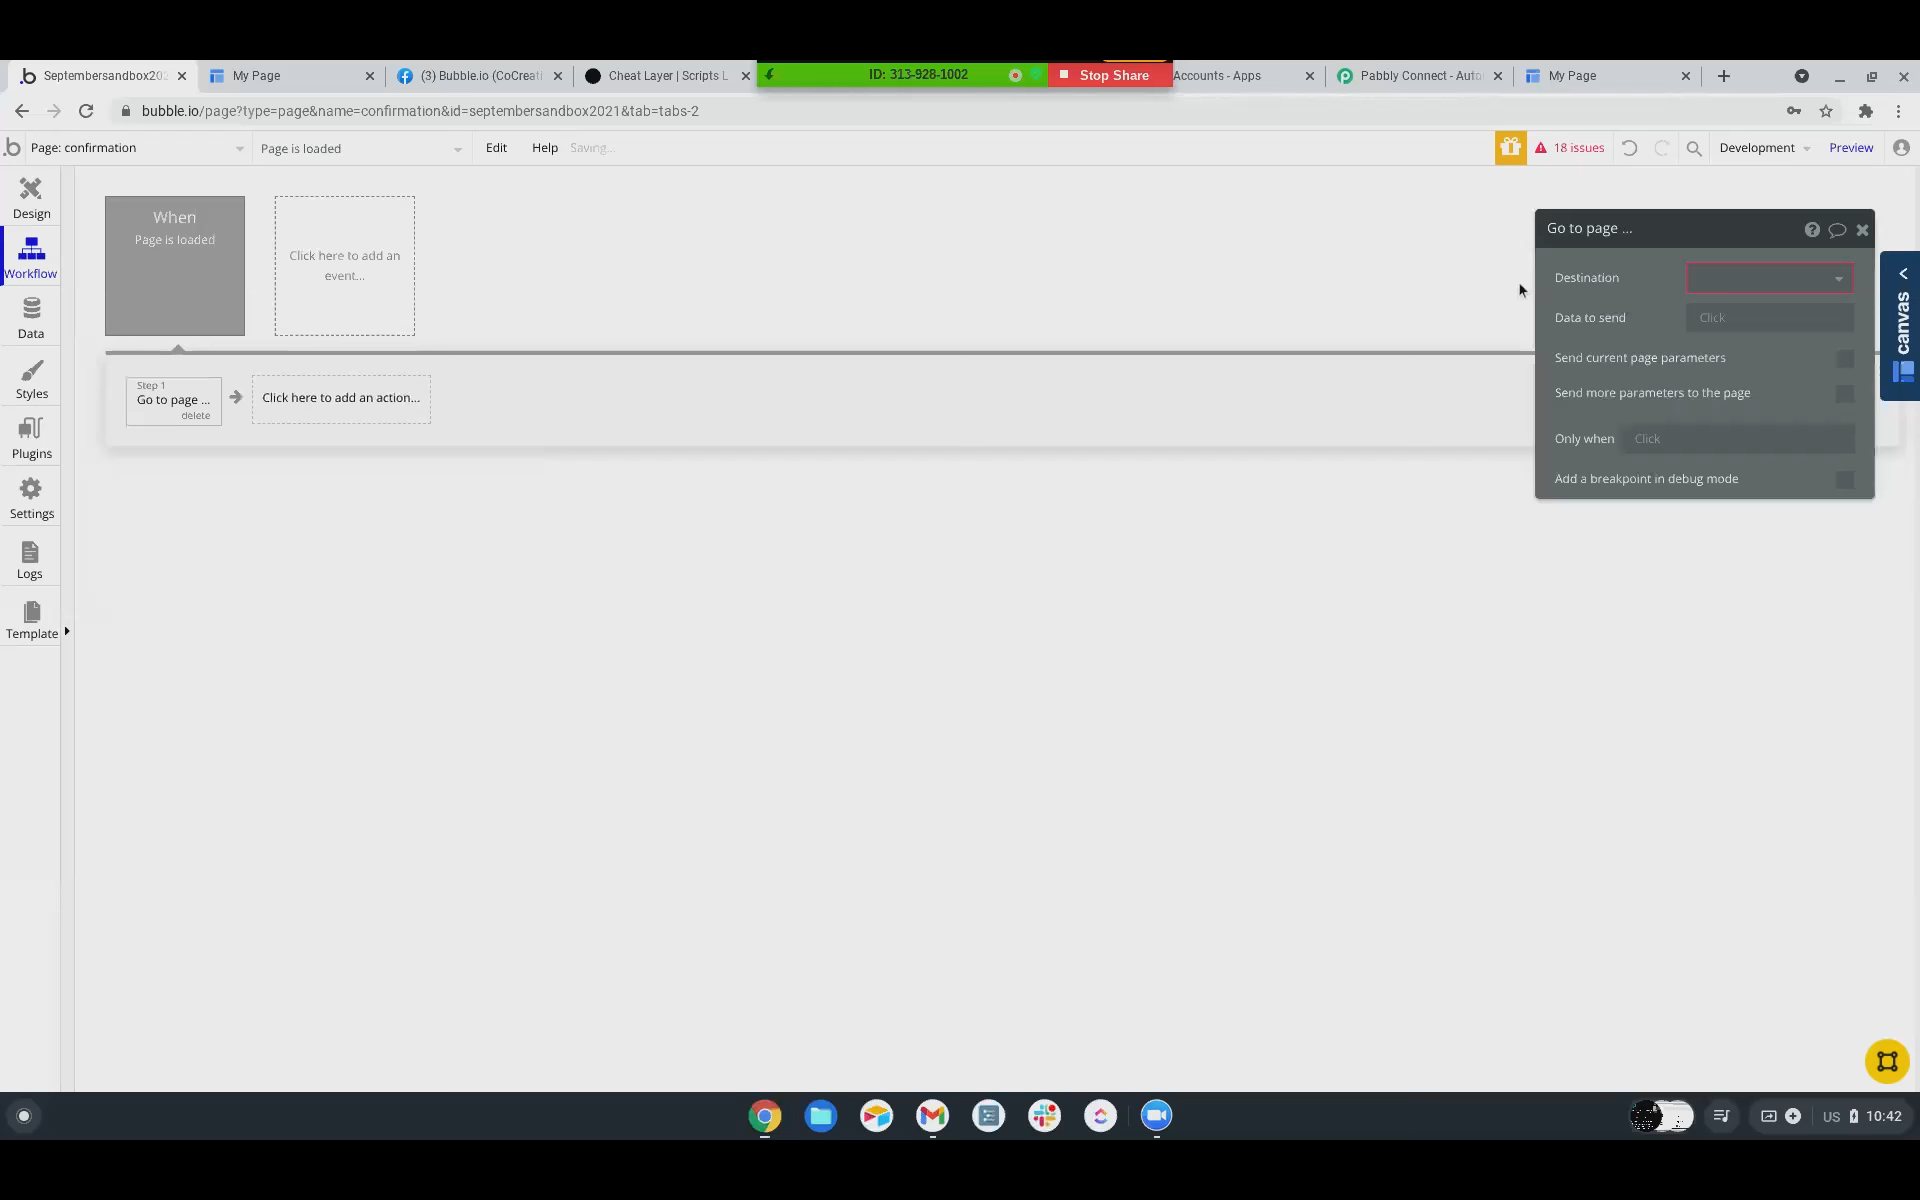 Septembersandbox202
My Page
(3) Bubble.io (CoCreati
Cheat Layer | Scripts L
ID: 313-928-1002
Stop Share
Accounts - Apps
Pabbly Connect - Auto
My Page
bubble.io/page?type=page&name=confirmation&id=septembersandbox2021&tab=tabs-2
Page: confirmation
Page is loaded
Edit
Help
Saving...
18 issues
Development
Preview
Design
Workflow
Data
Styles
Plugins
Settings
Logs
Template
When
Page is loaded
Click here to add an
event...
Step 1
Go to page ...
delete
Click here to add an action...
Go to page ...
Destination
Data to send
Click
Send current page parameters
Send more parameters to the page
Only when
Click
Add a breakpoint in debug mode
canvas
US
10:42